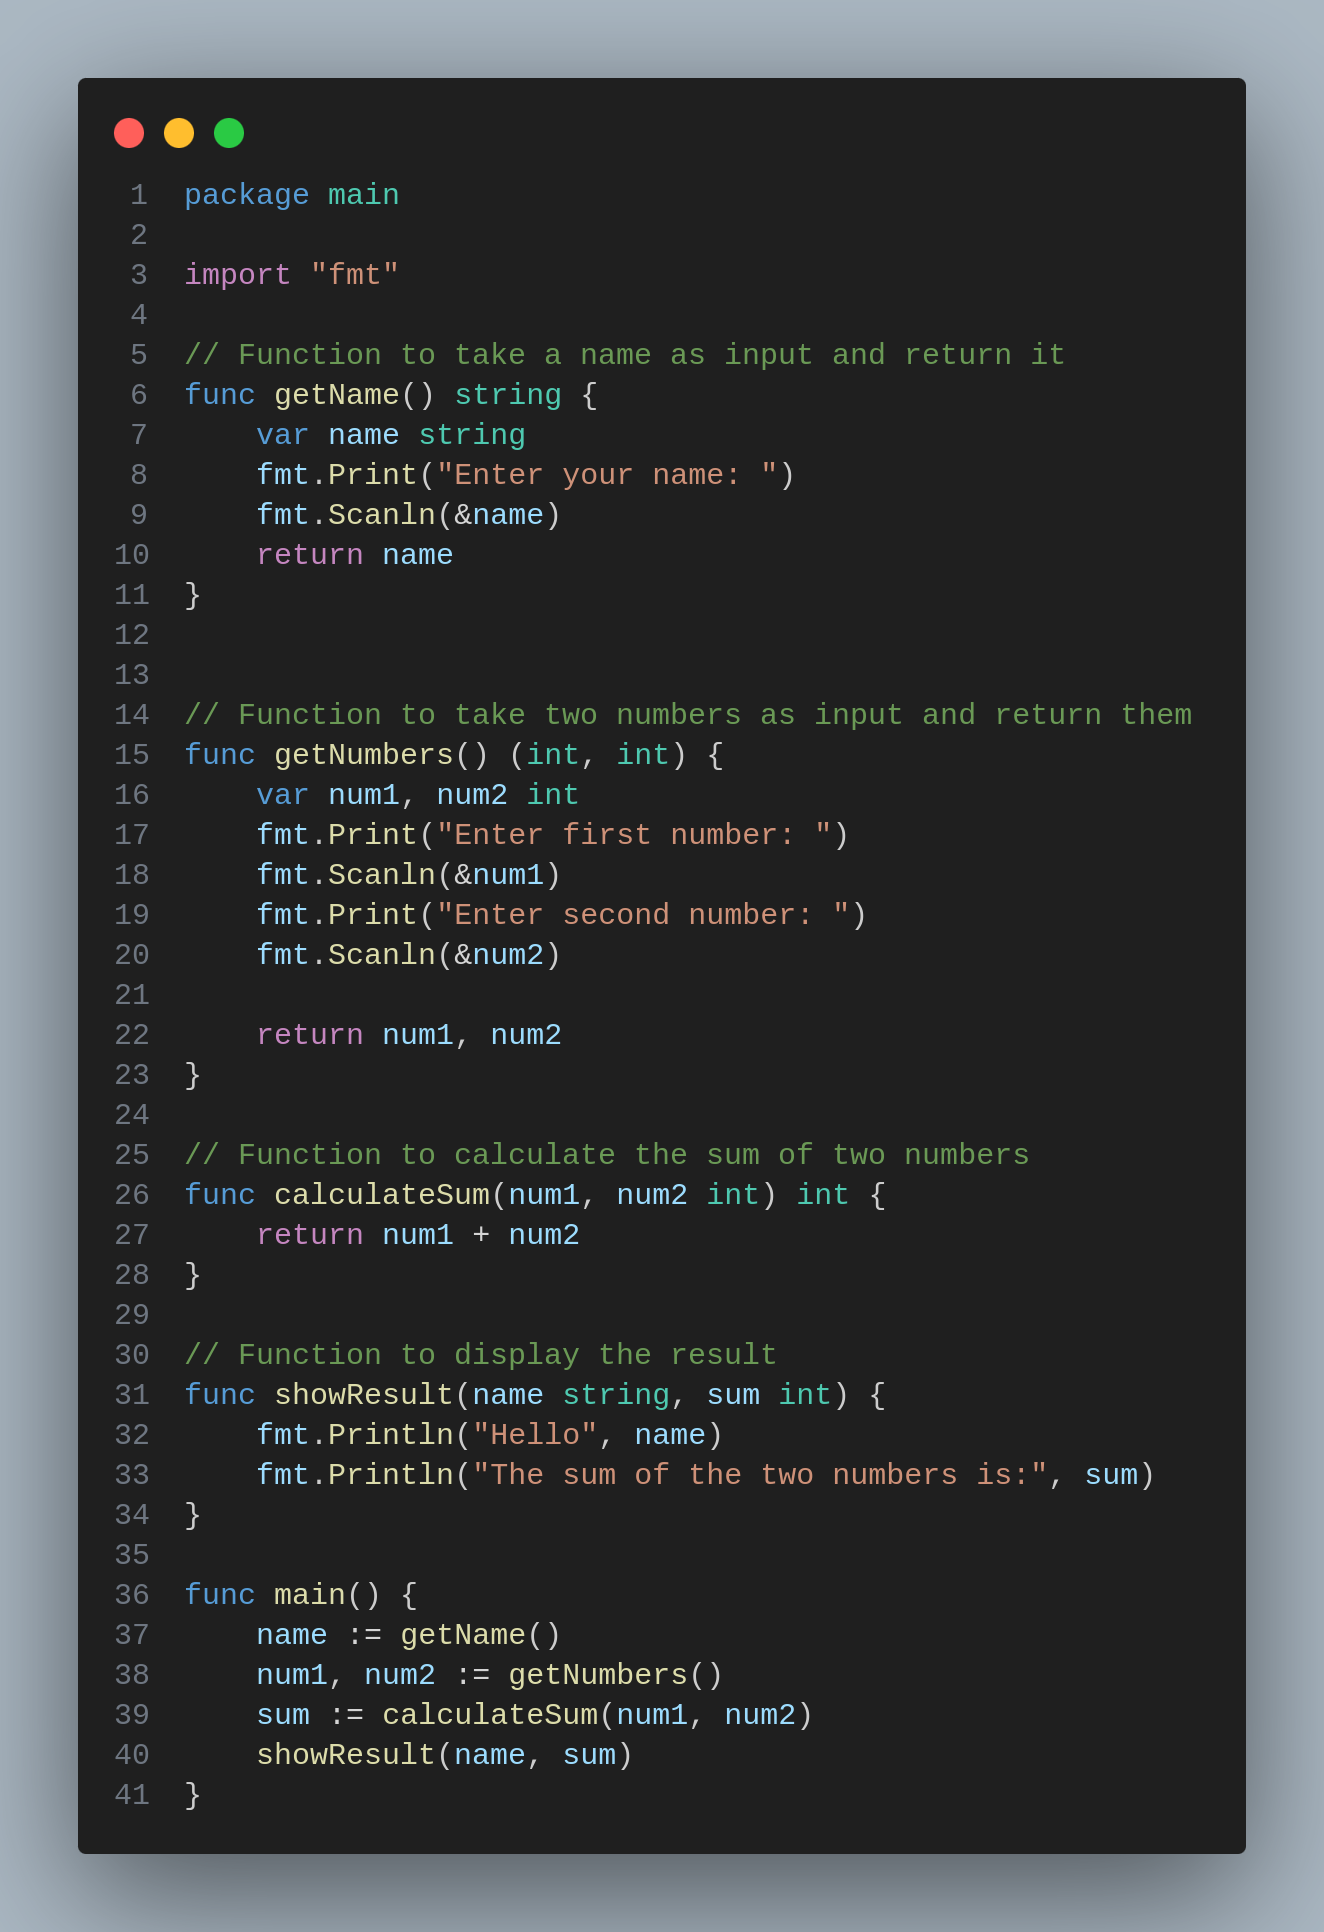 1 package main
2
3 import "fmt"
4
5 // Function to take a name as input and return it
6 func getName() string {
7     var name string
8     fmt.Print("Enter your name: ")
9     fmt.Scanln(&name)
10     return name
11 }
12
13
14 // Function to take two numbers as input and return them
15 func getNumbers() (int, int) {
16     var num1, num2 int
17     fmt.Print("Enter first number: ")
18     fmt.Scanln(&num1)
19     fmt.Print("Enter second number: ")
20     fmt.Scanln(&num2)
21
22     return num1, num2
23 }
24
25 // Function to calculate the sum of two numbers
26 func calculateSum(num1, num2 int) int {
27     return num1 + num2
28 }
29
30 // Function to display the result
31 func showResult(name string, sum int) {
32     fmt.Println("Hello", name)
33     fmt.Println("The sum of the two numbers is:", sum)
34 }
35
36 func main() {
37     name := getName()
38     num1, num2 := getNumbers()
39     sum := calculateSum(num1, num2)
40     showResult(name, sum)
41 }